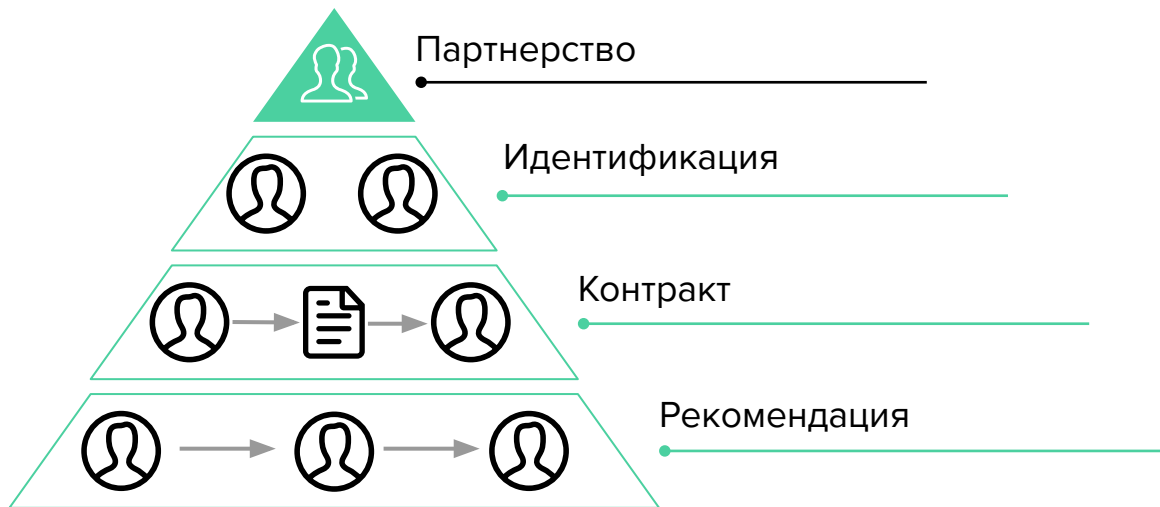 Партнерство
Идентификация
Контракт
Рекомендация